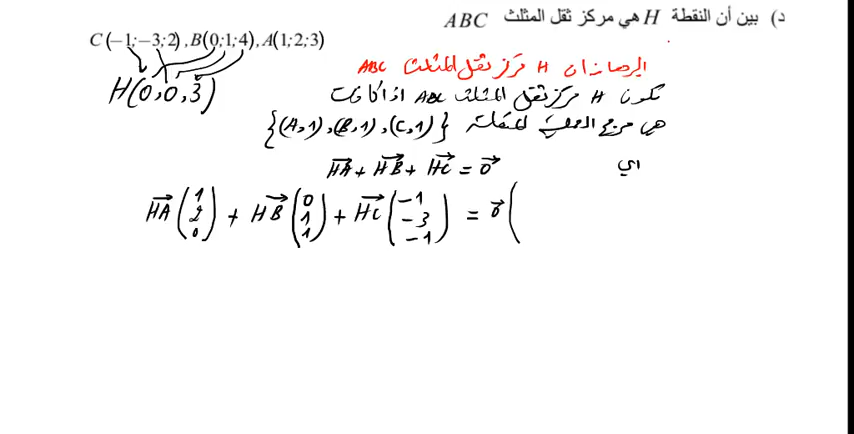 د) بين أن النقطة H هي مركز ثقل المثلث ABC
C(−1;−3;2) ,B(0;1;4),A(1;2;3)
البرهان ان H مركز ثقل المثلث ABC
H(0,0,3)
تكون H مركز ثقل المثلث ABC اذا كانت
هي مرجح الجملة المثقلة {(A,1),(B,1),(C,1)}
اي HA→ + HB→ + HC→ = 0→
HA→ (1 2 0) + HB→ (0 1 1) + HC→ (−1 −3 −1) = 0→ (